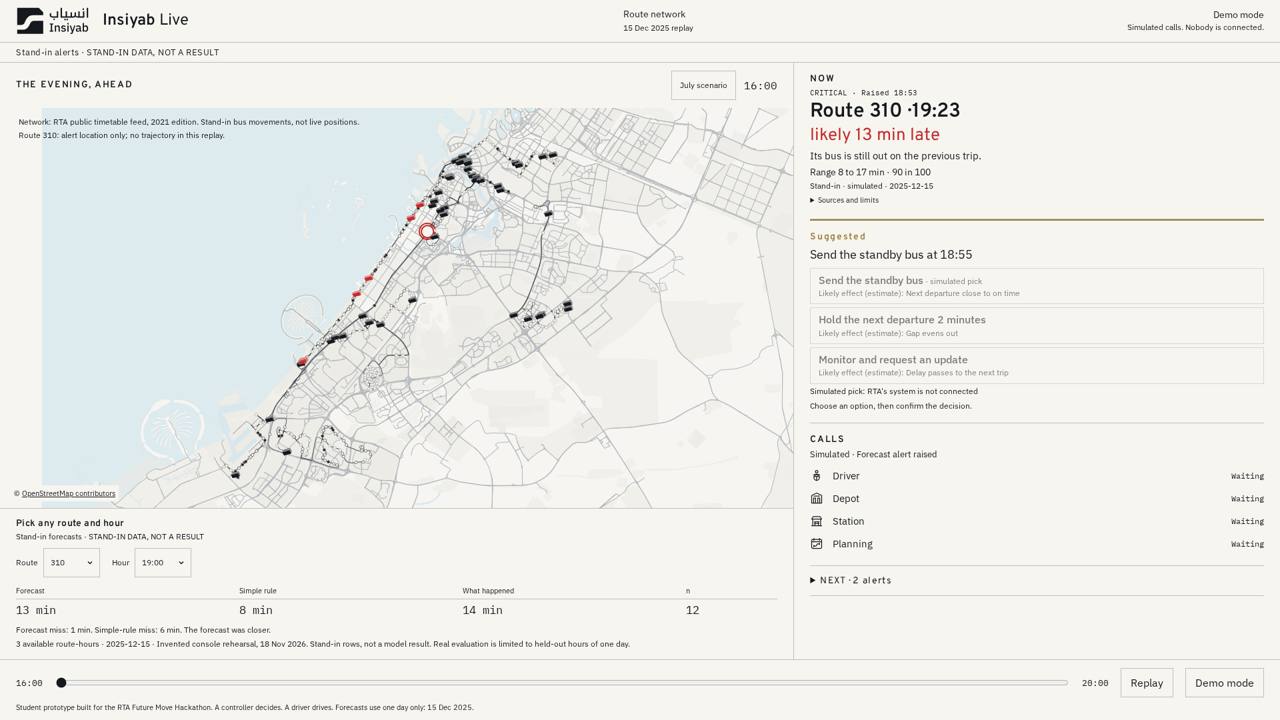 انسياب
Insiyab
Insiyab Live
Route network
15 Dec 2025 replay
Demo mode
Simulated calls. Nobody is connected.
Stand-in alerts · STAND-IN DATA, NOT A RESULT
THE EVENING, AHEAD
July scenario
16:00
Network: RTA public timetable feed, 2021 edition. Stand-in bus movements, not live positions.
Route 310: alert location only; no trajectory in this replay.
© OpenStreetMap contributors
Pick any route and hour
Stand-in forecasts · STAND-IN DATA, NOT A RESULT
Route 310 Hour 19:00
Forecast Simple rule What happened n
13 min 8 min 14 min 12
Forecast miss: 1 min. Simple-rule miss: 6 min. The forecast was closer.
3 available route-hours · 2025-12-15 · Invented console rehearsal, 18 Nov 2026. Stand-in rows, not a model result. Real evaluation is limited to held-out hours of one day.
NOW
CRITICAL · Raised 18:53
Route 310 ·19:23
likely 13 min late
Its bus is still out on the previous trip.
Range 8 to 17 min · 90 in 100
Stand-in · simulated · 2025-12-15
Sources and limits
Suggested
Send the standby bus at 18:55
Send the standby bus · simulated pick
Likely effect (estimate): Next departure close to on time
Hold the next departure 2 minutes
Likely effect (estimate): Gap evens out
Monitor and request an update
Likely effect (estimate): Delay passes to the next trip
Simulated pick: RTA's system is not connected
Choose an option, then confirm the decision.
CALLS
Simulated · Forecast alert raised
Driver Waiting
Depot Waiting
Station Waiting
Planning Waiting
NEXT · 2 alerts
16:00 20:00 Replay Demo mode
Student prototype built for the RTA Future Move Hackathon. A controller decides. A driver drives. Forecasts use one day only: 15 Dec 2025.